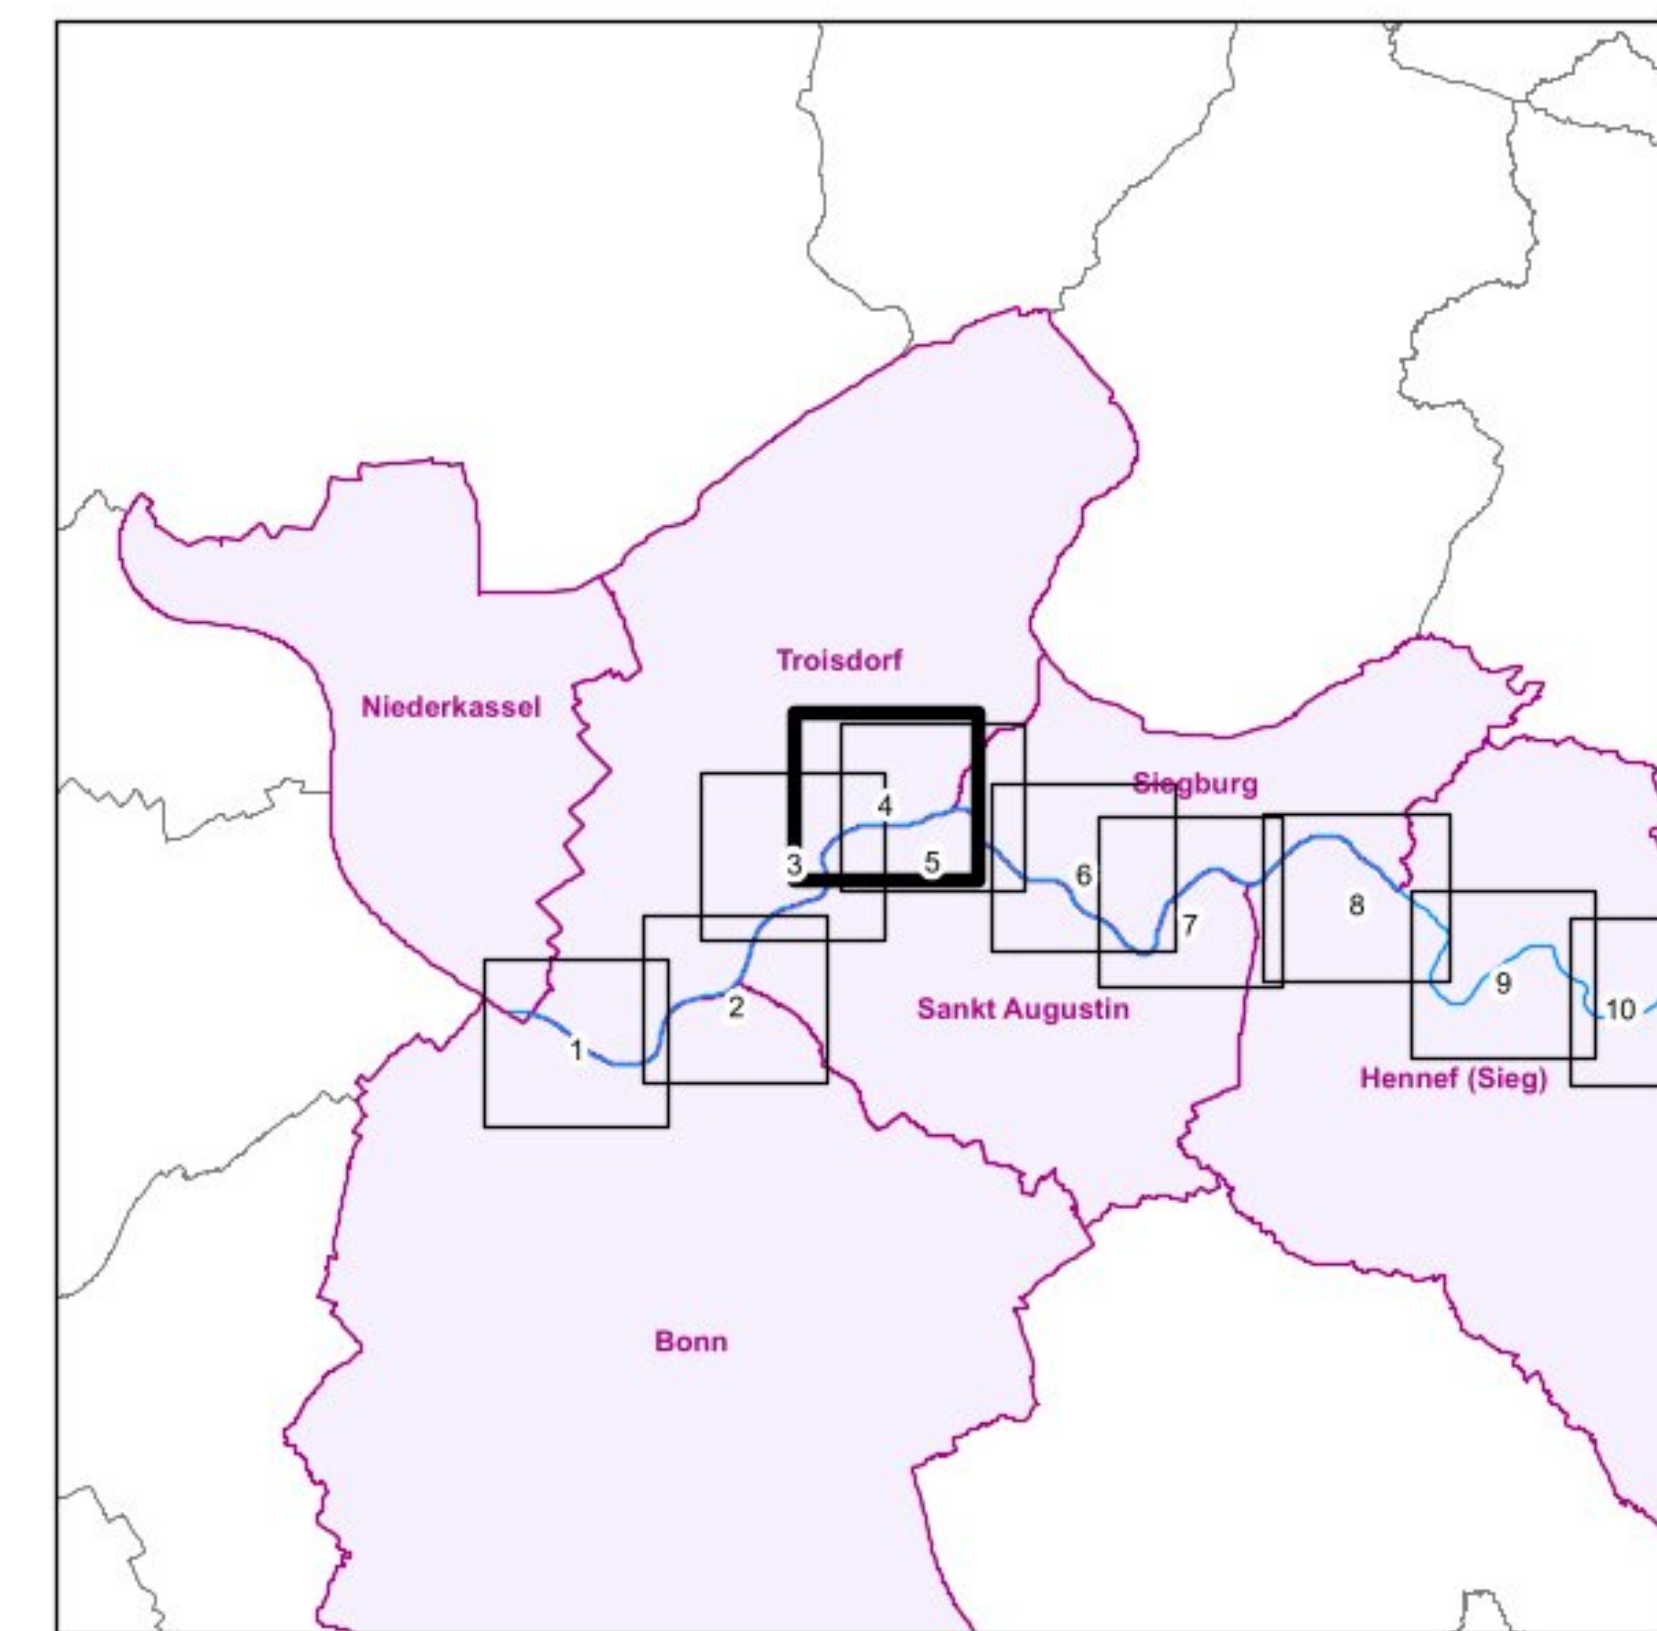 Troisdorf
Niederkassel
Siegburg
4
3
5
6
8
7
9
2
Sankt Augustin
10
1
Hennef (Sieg)
Bonn